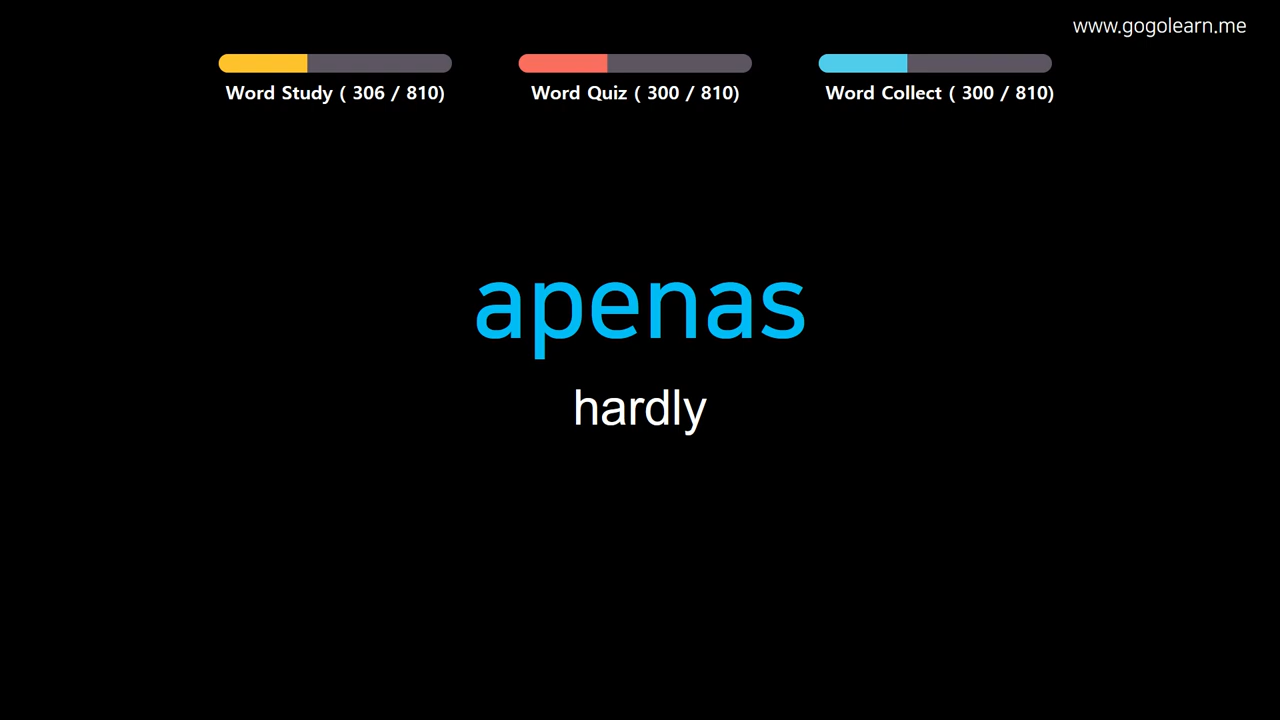 www.gogolearn.me
Word Study ( 306 / 810)
Word Quiz ( 300 / 810)
Word Collect ( 300 / 810)
apenas
hardly